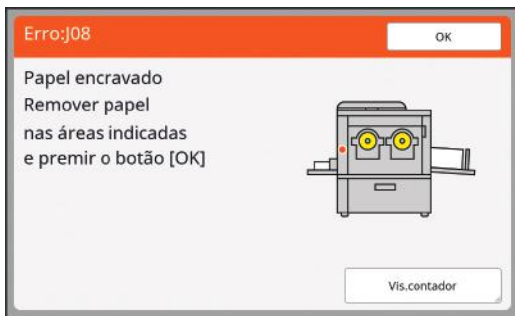 Erro:J08
OK
Papel encravado
Remover papel
nas áreas indicadas
e premir o botão [OK]
Vis.contador